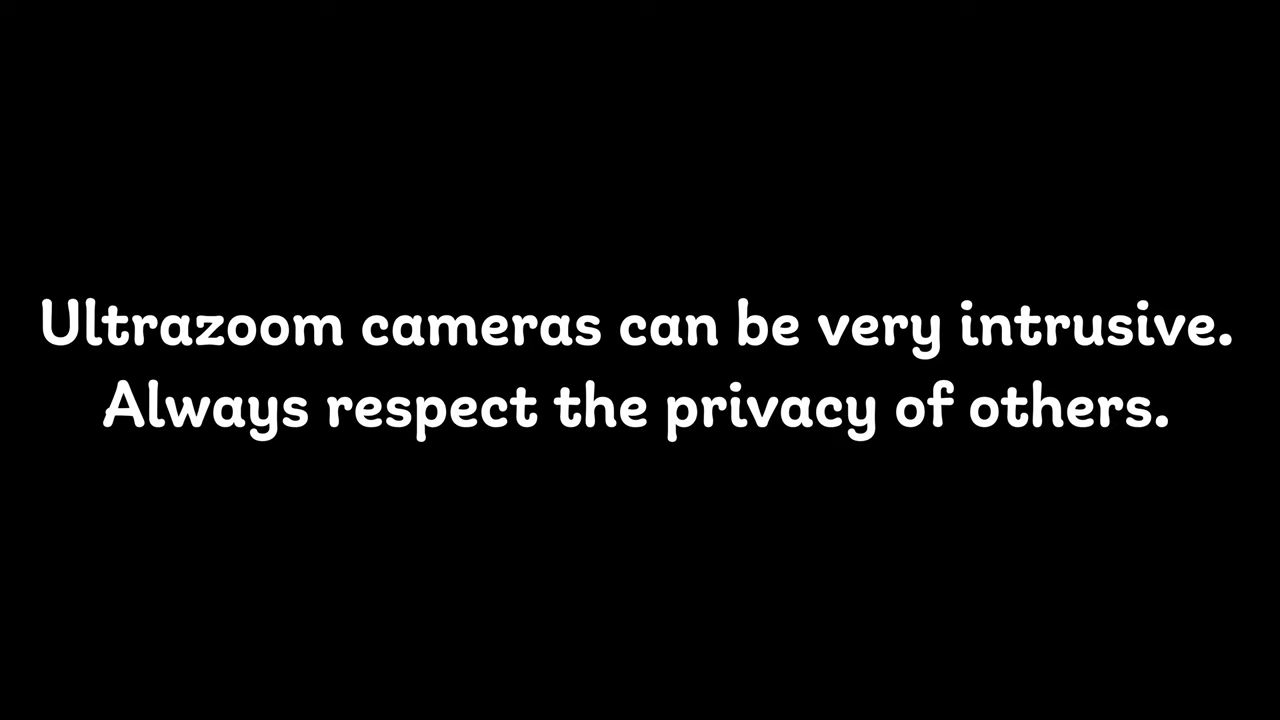 Ultrazoom cameras can be very intrusive.
Always respect the privacy of others.